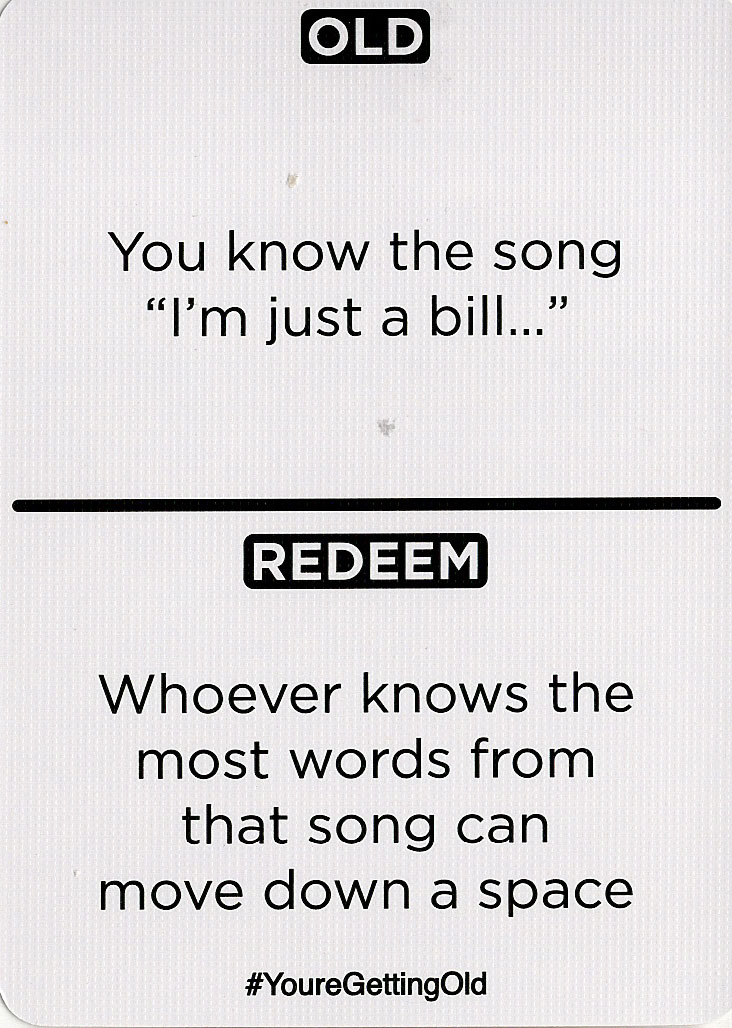 OLD
You know the song
“I’m just a bill...”
REDEEM
Whoever knows the
most words from
that song can
move down a space
#YoureGettingOld